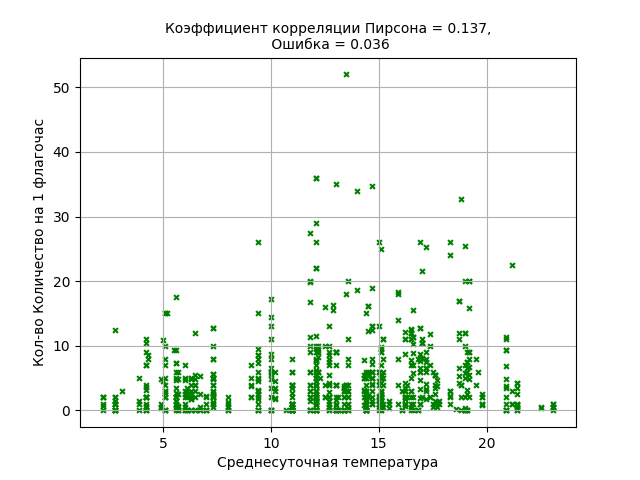 Коэффициент корреляции Пирсона = 0.137,
Ошибка = 0.036
Кол-во Количество на 1 флагочас
50
40
30
20
10
0
5 10 15 20
Среднесуточная температура